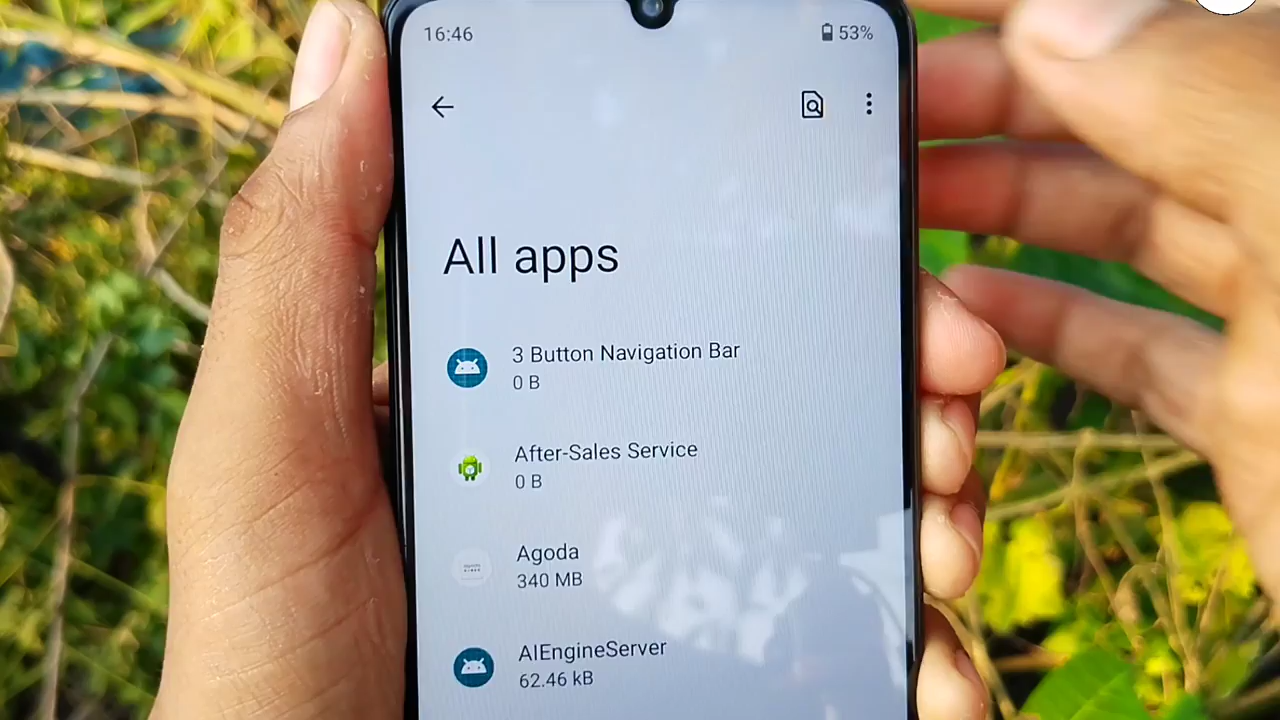 16:46
53%
All apps
3 Button Navigation Bar
0 B
After-Sales Service
0 B
Agoda
340 MB
AIEngineServer
62.46 kB